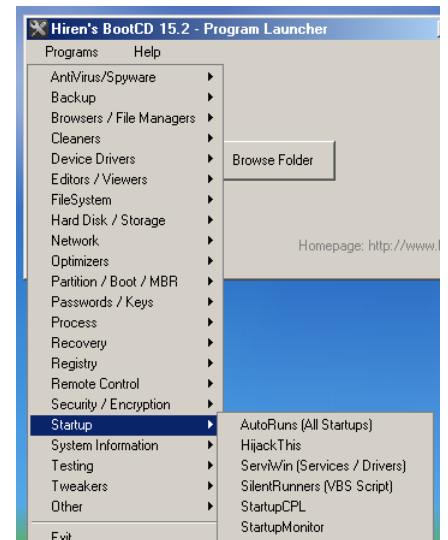 Hiren's BootCD 15.2 - Program Launcher
Programs Help
AntiVirus/Spyware
Backup
Browsers / File Managers
Cleaners
Device Drivers
Browse Folder
Editors / Viewers
FileSystem
Hard Disk / Storage
Network
Homepage: http://www.
Optimizers
Partition / Boot / MBR
Passwords / Keys
Process
Recovery
Registry
Remote Control
Security / Encryption
Startup
AutoRuns (All Startups)
System Information
HijackThis
Testing
ServiWin (Services / Drivers)
Tweakers
SilentRunners (VBS Script)
Other
StartupCPL
StartupMonitor
Exit